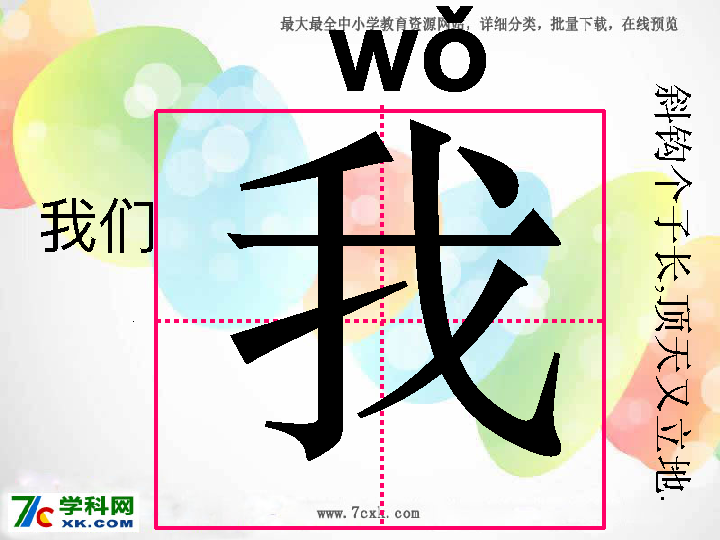 最大最全中小学教育资源网站，详细分类，批量下载，在线预览
wǒ
我们
我
斜钩个子长,顶天又立地.
7C学科网
XK.COM
www.7cxk.com